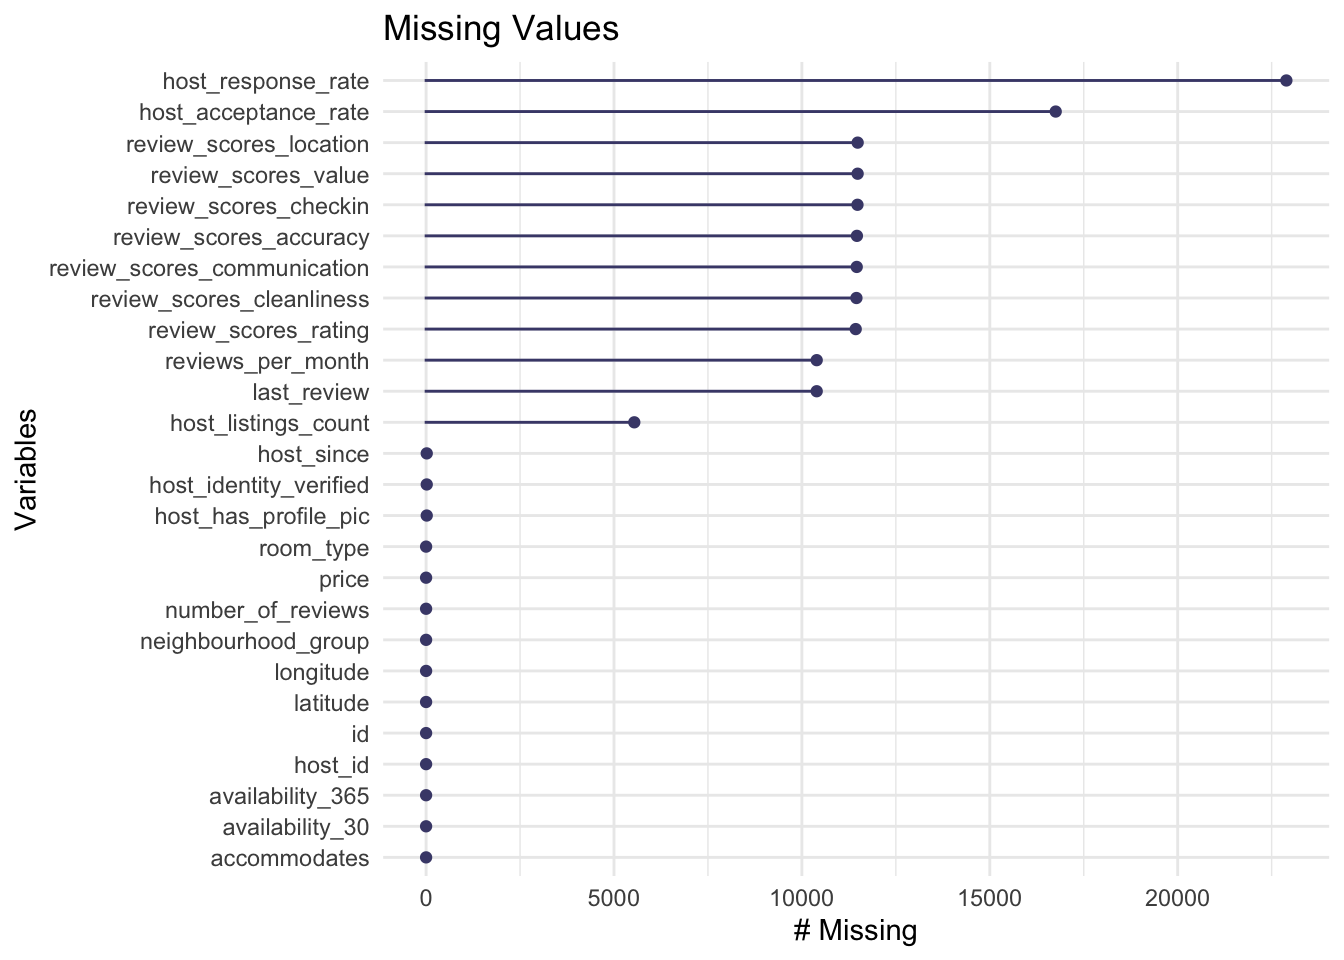 Missing Values
host_response_rate
host_acceptance_rate
review_scores_location
review_scores_value
review_scores_checkin
review_scores_accuracy
review_scores_communication
review_scores_cleanliness
review_scores_rating
reviews_per_month
last_review
host_listings_count
host_since
host_identity_verified
host_has_profile_pic
room_type
price
number_of_reviews
neighbourhood_group
longitude
latitude
id
host_id
availability_365
availability_30
accommodates
Variables
0 5000 10000 15000 20000
# Missing